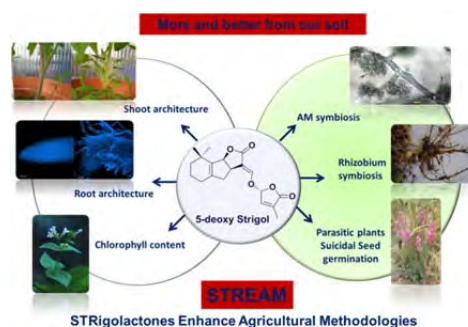 More and better from our soil
Shoot architecture
AM symbiosis
Root architecture
Rhizobium
symbiosis
5-deoxy Strigol
Chlorophyll content
Parasitic plants
Suicidal Seed
germination
STREAM
STRigolactones Enhance Agricultural Methodologies